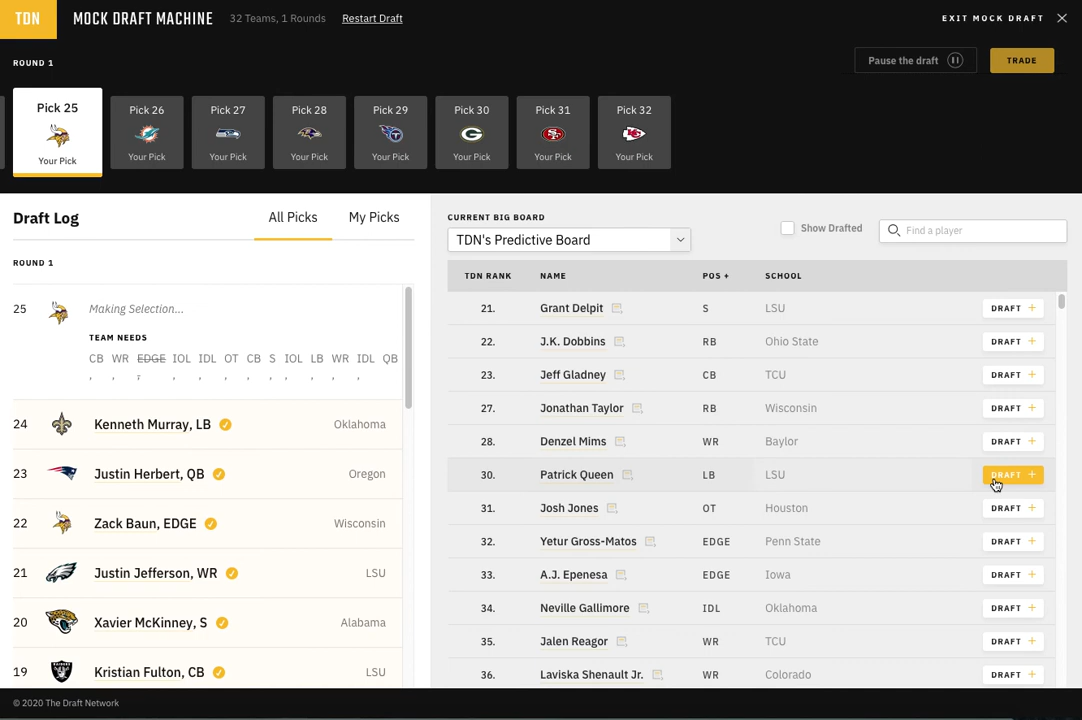 TDN MOCK DRAFT MACHINE 32 Teams, 1 Rounds Restart Draft EXIT MOCK DRAFT
ROUND 1 Pause the draft TRADE
Pick 25 Pick 26 Pick 27 Pick 28 Pick 29 Pick 30 Pick 31 Pick 32
Your Pick Your Pick Your Pick Your Pick Your Pick Your Pick Your Pick Your Pick
Draft Log All Picks My Picks
ROUND 1
25 Making Selection...
TEAM NEEDS
CB WR EDGE IOL IDL OT CB S IOL LB WR IDL QB
, , , , , , , , , , , ,
24 Kenneth Murray, LB Oklahoma
23 Justin Herbert, QB Oregon
22 Zack Baun, EDGE Wisconsin
21 Justin Jefferson, WR LSU
20 Xavier McKinney, S Alabama
19 Kristian Fulton, CB LSU
CURRENT BIG BOARD
TDN's Predictive Board Show Drafted Find a player
TDN RANK NAME POS + SCHOOL
21. Grant Delpit S LSU DRAFT +
22. J.K. Dobbins RB Ohio State DRAFT +
23. Jeff Gladney CB TCU DRAFT +
27. Jonathan Taylor RB Wisconsin DRAFT +
28. Denzel Mims WR Baylor DRAFT +
30. Patrick Queen LB LSU DRAFT +
31. Josh Jones OT Houston DRAFT +
32. Yetur Gross-Matos EDGE Penn State DRAFT +
33. A.J. Epenesa EDGE Iowa DRAFT +
34. Neville Gallimore IDL Oklahoma DRAFT +
35. Jalen Reagor WR TCU DRAFT +
36. Laviska Shenault Jr. WR Colorado DRAFT +
© 2020 The Draft Network